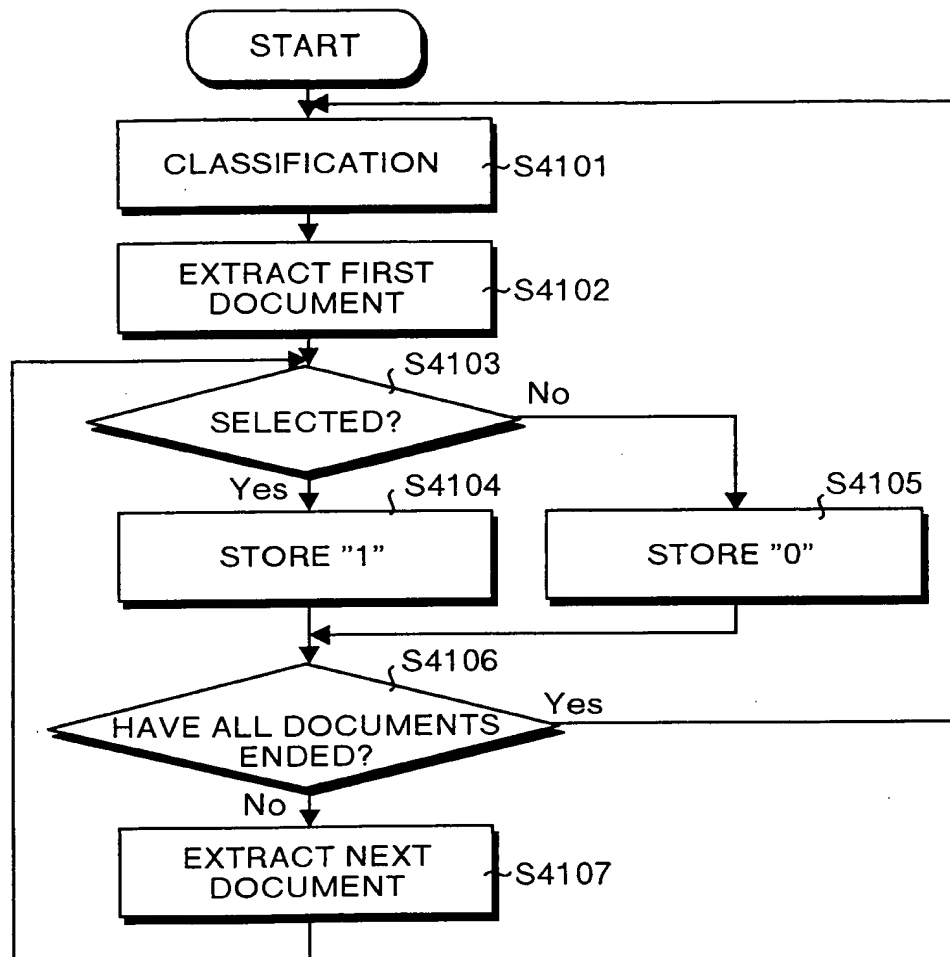 START
CLASSIFICATION
S4101
EXTRACT FIRST
DOCUMENT
S4102
S4103
SELECTED?
No
Yes
S4104
S4105
STORE "1"
STORE "0"
S4106
HAVE ALL DOCUMENTS
ENDED?
Yes
No
EXTRACT NEXT
DOCUMENT
S4107